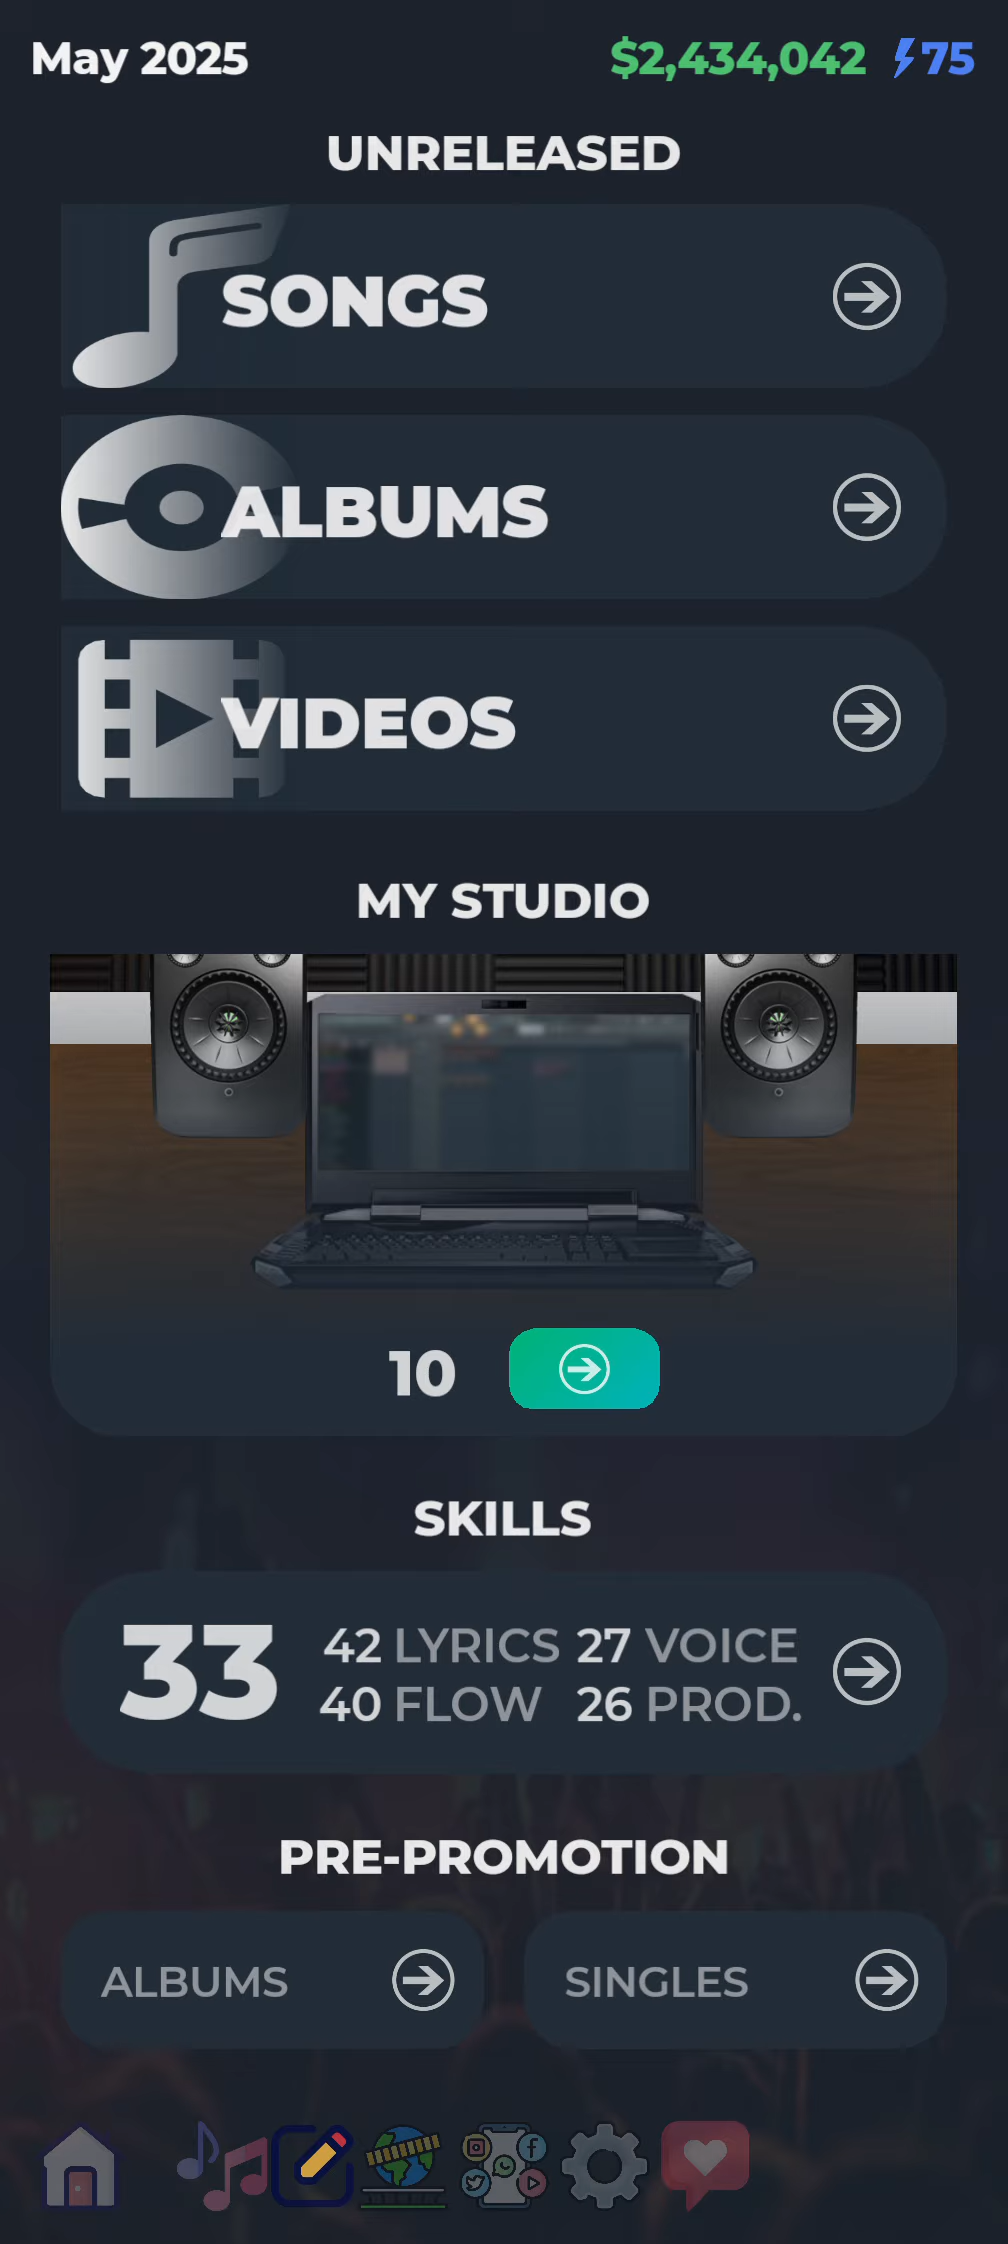 May 2025 $2,434,042 75
UNRELEASED
SONGS
ALBUMS
VIDEOS
MY STUDIO
10
SKILLS
33
42 LYRICS 27 VOICE
40 FLOW 26 PROD.
PRE-PROMOTION
ALBUMS SINGLES